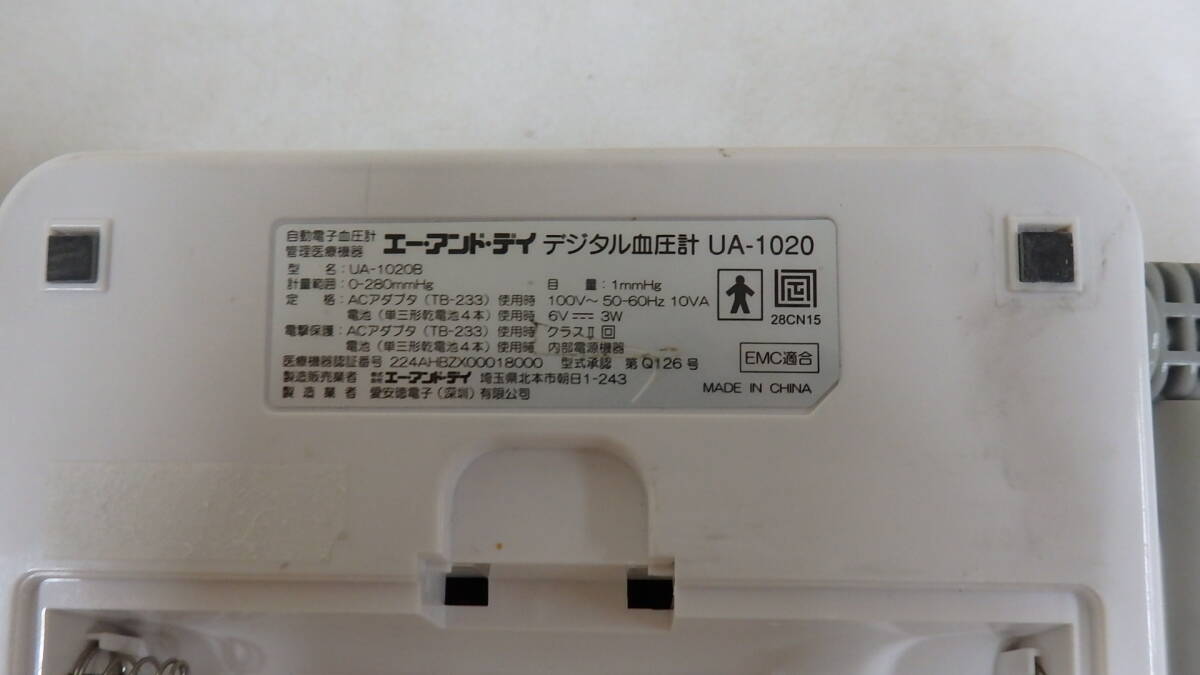 自動電子血圧計
管理医療機器
エー・アンド・デイ デジタル血圧計 UA-1020
型 名：UA-1020B
計量範囲：0-280mmHg 目 量：1mmHg
定 格：ACアダプタ（TB-233）使用時 100V～ 50-60Hz 10VA
電池（単三形乾電池4本）使用時 6V⎓ 3W
電撃保護：ACアダプタ（TB-233）使用時 クラスⅡ 回
電池（単三形乾電池4本）使用時 内部電源機器
医療機器認証番号 224AHBZX00018000 型式承認 第Q126号
製造販売業者 株式会社エー・アンド・デイ 埼玉県北本市朝日1-243
製 造 業 者 愛安徳電子（深圳）有限公司
28CN15
EMC適合
MADE IN CHINA